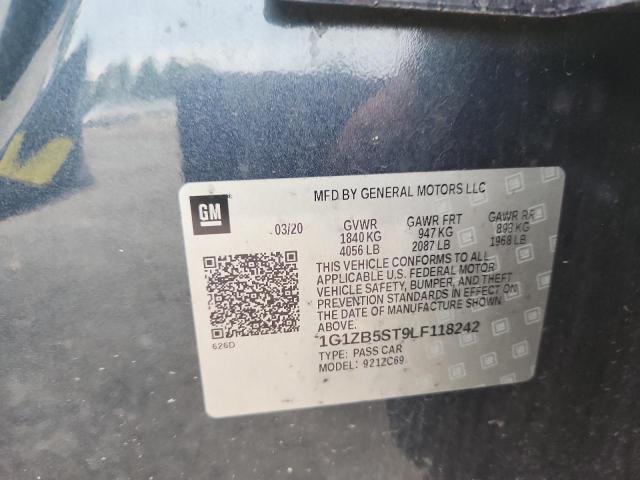 GM
MFD BY GENERAL MOTORS LLC
03/20 GVWR GAWR FRT GAWR RR
1840 KG 947 KG 893 KG
4056 LB 2087 LB 1968 LB
THIS VEHICLE CONFORMS TO ALL
APPLICABLE U.S. FEDERAL MOTOR
VEHICLE SAFETY, BUMPER, AND THEFT
PREVENTION STANDARDS IN EFFECT ON
THE DATE OF MANUFACTURE SHOWN
ABOVE.
626D
1G1ZB5ST9LF118242
TYPE: PASS CAR
MODEL: 921ZC69